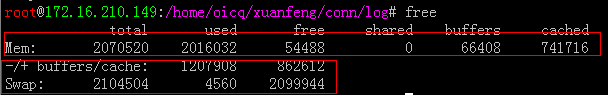 root@172.16.210.149:/home/oicq/xuanfeng/conn/log# free
total used free shared buffers cached
Mem: 2070520 2016032 54488 0 66408 741716
-/+ buffers/cache: 1207908 862612
Swap: 2104504 4560 2099944